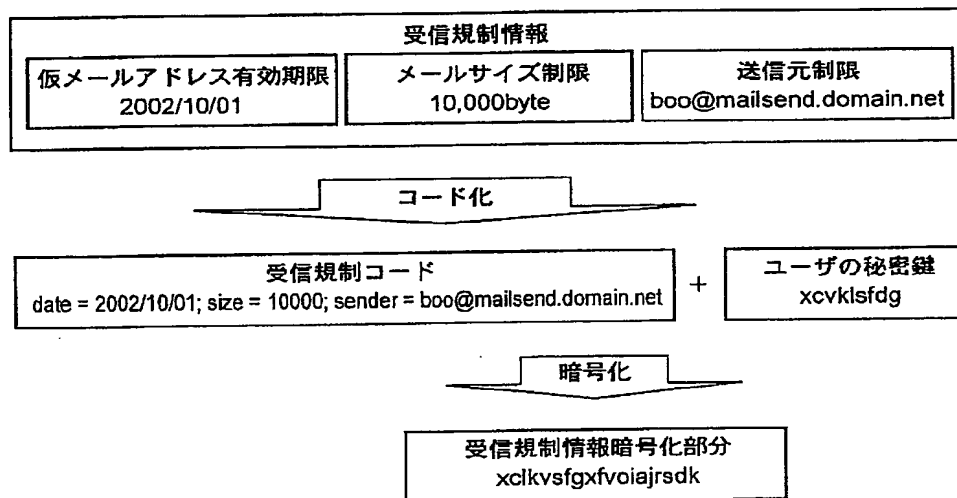 受信規制情報
仮メールアドレス有効期限
2002/10/01
メールサイズ制限
10,000byte
送信元制限
boo@mailsend.domain.net
コード化
受信規制コード
date = 2002/10/01; size = 10000; sender = boo@mailsend.domain.net
+
ユーザの秘密鍵
xcvklsfdg
暗号化
受信規制情報暗号化部分
xclkvsfgxfvoiajrsdk